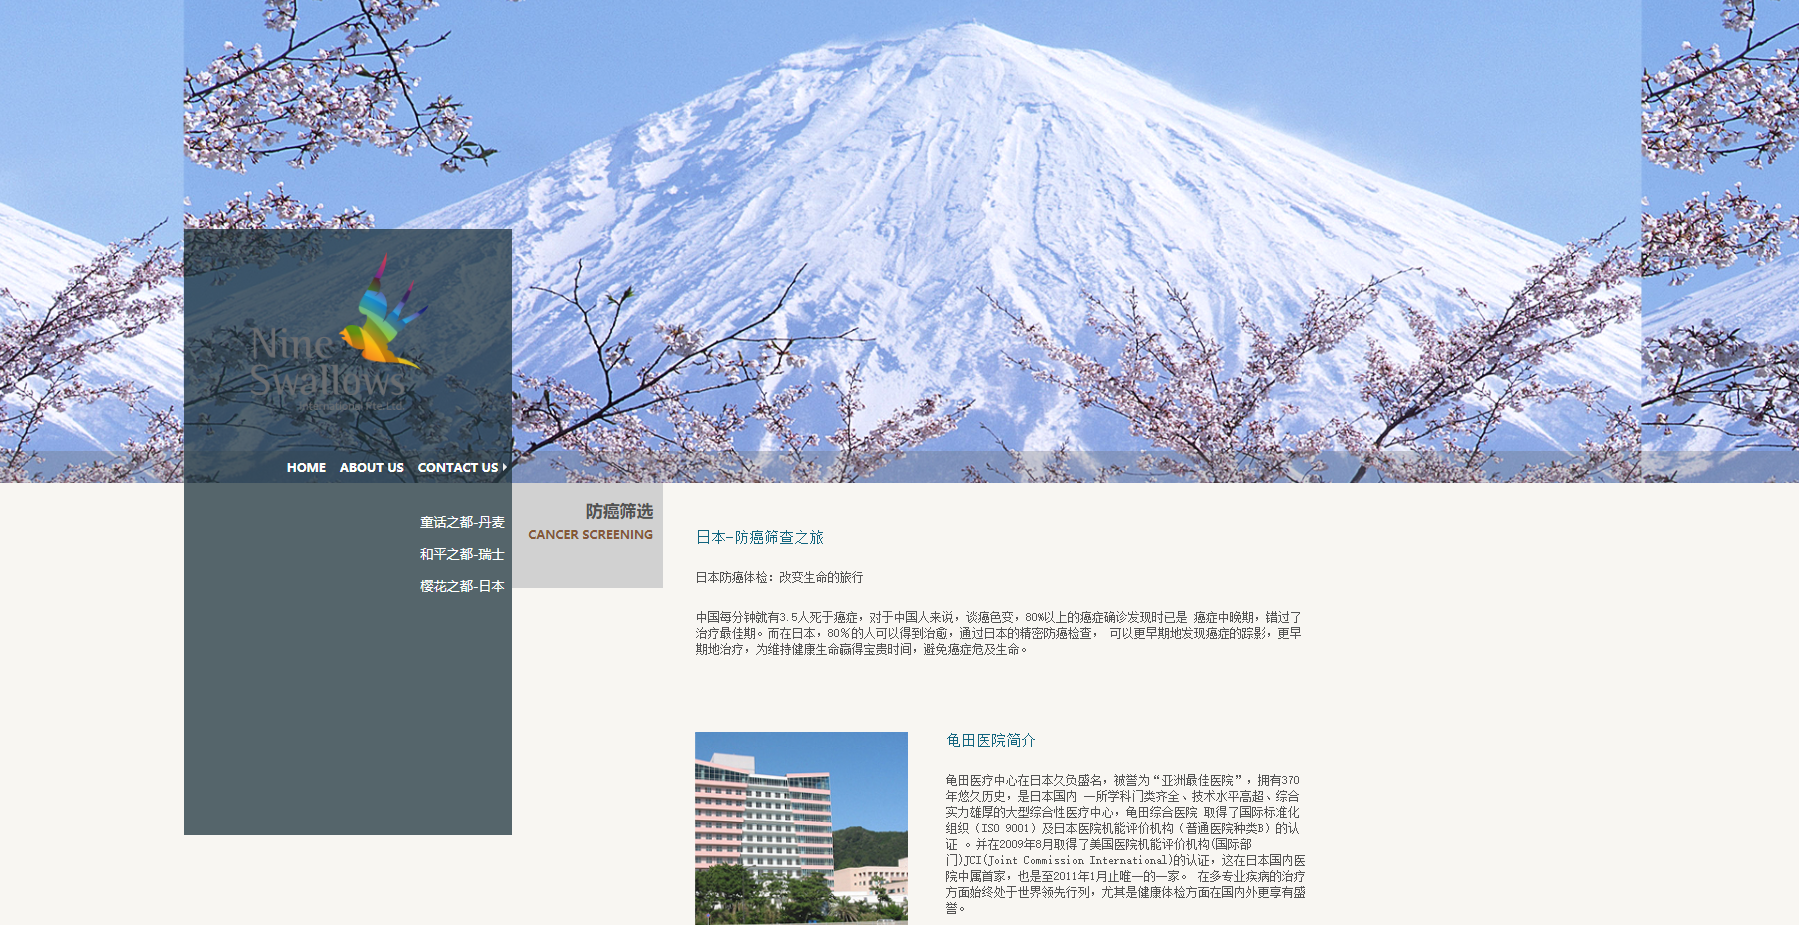 Nine
Swallows
International Pte Ltd
HOME ABOUT US CONTACT US
童话之都-丹麦
和平之都-瑞士
樱花之都-日本
防癌筛选
CANCER SCREENING
日本-防癌筛查之旅
日本防癌体检：改变生命的旅行
中国每分钟就有3.5人死于癌症，对于中国人来说，谈癌色变，80%以上的癌症确诊发现时已是 癌症中晚期，错过了
治疗最佳期。而在日本，80%的人可以得到治愈，通过日本的精密防癌检查， 可以更早期地发现癌症的踪影，更早
期地治疗，为维持健康生命赢得宝贵时间，避免癌症危及生命。
龟田医院简介
龟田医疗中心在日本久负盛名，被誉为“亚洲最佳医院”，拥有370
年悠久历史，是日本国内 一所学科门类齐全、技术水平高超、综合
实力雄厚的大型综合性医疗中心，龟田综合医院 取得了国际标准化
组织（ISO 9001）及日本医院机能评价机构（普通医院种类B）的认
证 。并在2009年8月取得了美国医院机能评价机构(国际部
门)JCI(Joint Commission International)的认证，这在日本国内医
院中属首家，也是至2011年1月止唯一的一家。 在多专业疾病的治疗
方面始终处于世界领先行列，尤其是健康体检方面在国内外更享有盛
誉。